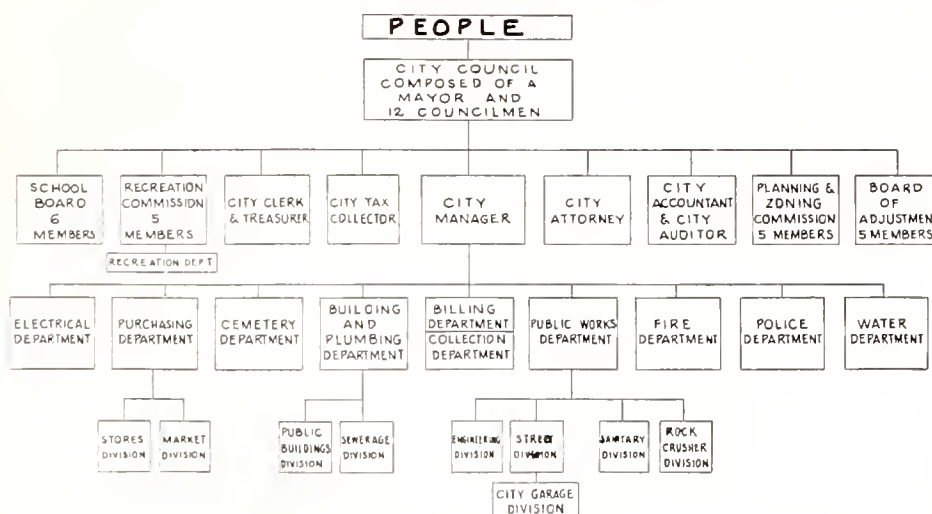 PEOPLE
CITY COUNCIL
COMPOSED OF A
MAYOR AND
12 COUNCILMEN
SCHOOL
BOARD
6
MEMBERS
RECREATION
COMMISSION
5
MEMBERS
RECREATION DEPT
CITY CLERK
& TREASURER
CITY TAX
COLLECTOR
CITY
MANAGER
CITY
ATTORNEY
CITY
ACCOUNTANT
& CITY
AUDITOR
PLANNING &
ZONING
COMMISSION
5 MEMBERS
BOARD
OF
ADJUSTMENT
5 MEMBERS
ELECTRICAL
DEPARTMENT
PURCHASING
DEPARTMENT
CEMETERY
DEPARTMENT
BUILDING
AND
PLUMBING
DEPARTMENT
BILLING
DEPARTMENT
COLLECTION
DEPARTMENT
PUBLIC WORKS
DEPARTMENT
FIRE
DEPARTMENT
POLICE
DEPARTMENT
WATER
DEPARTMENT
STORES
DIVISION
MARKET
DIVISION
PUBLIC
BUILDINGS
DIVISION
SEWERAGE
DIVISION
ENGINEERING
DIVISION
STREET
DIVISION
CITY GARAGE
DIVISION
SANITARY
DIVISION
ROCK
CRUSHER
DIVISION